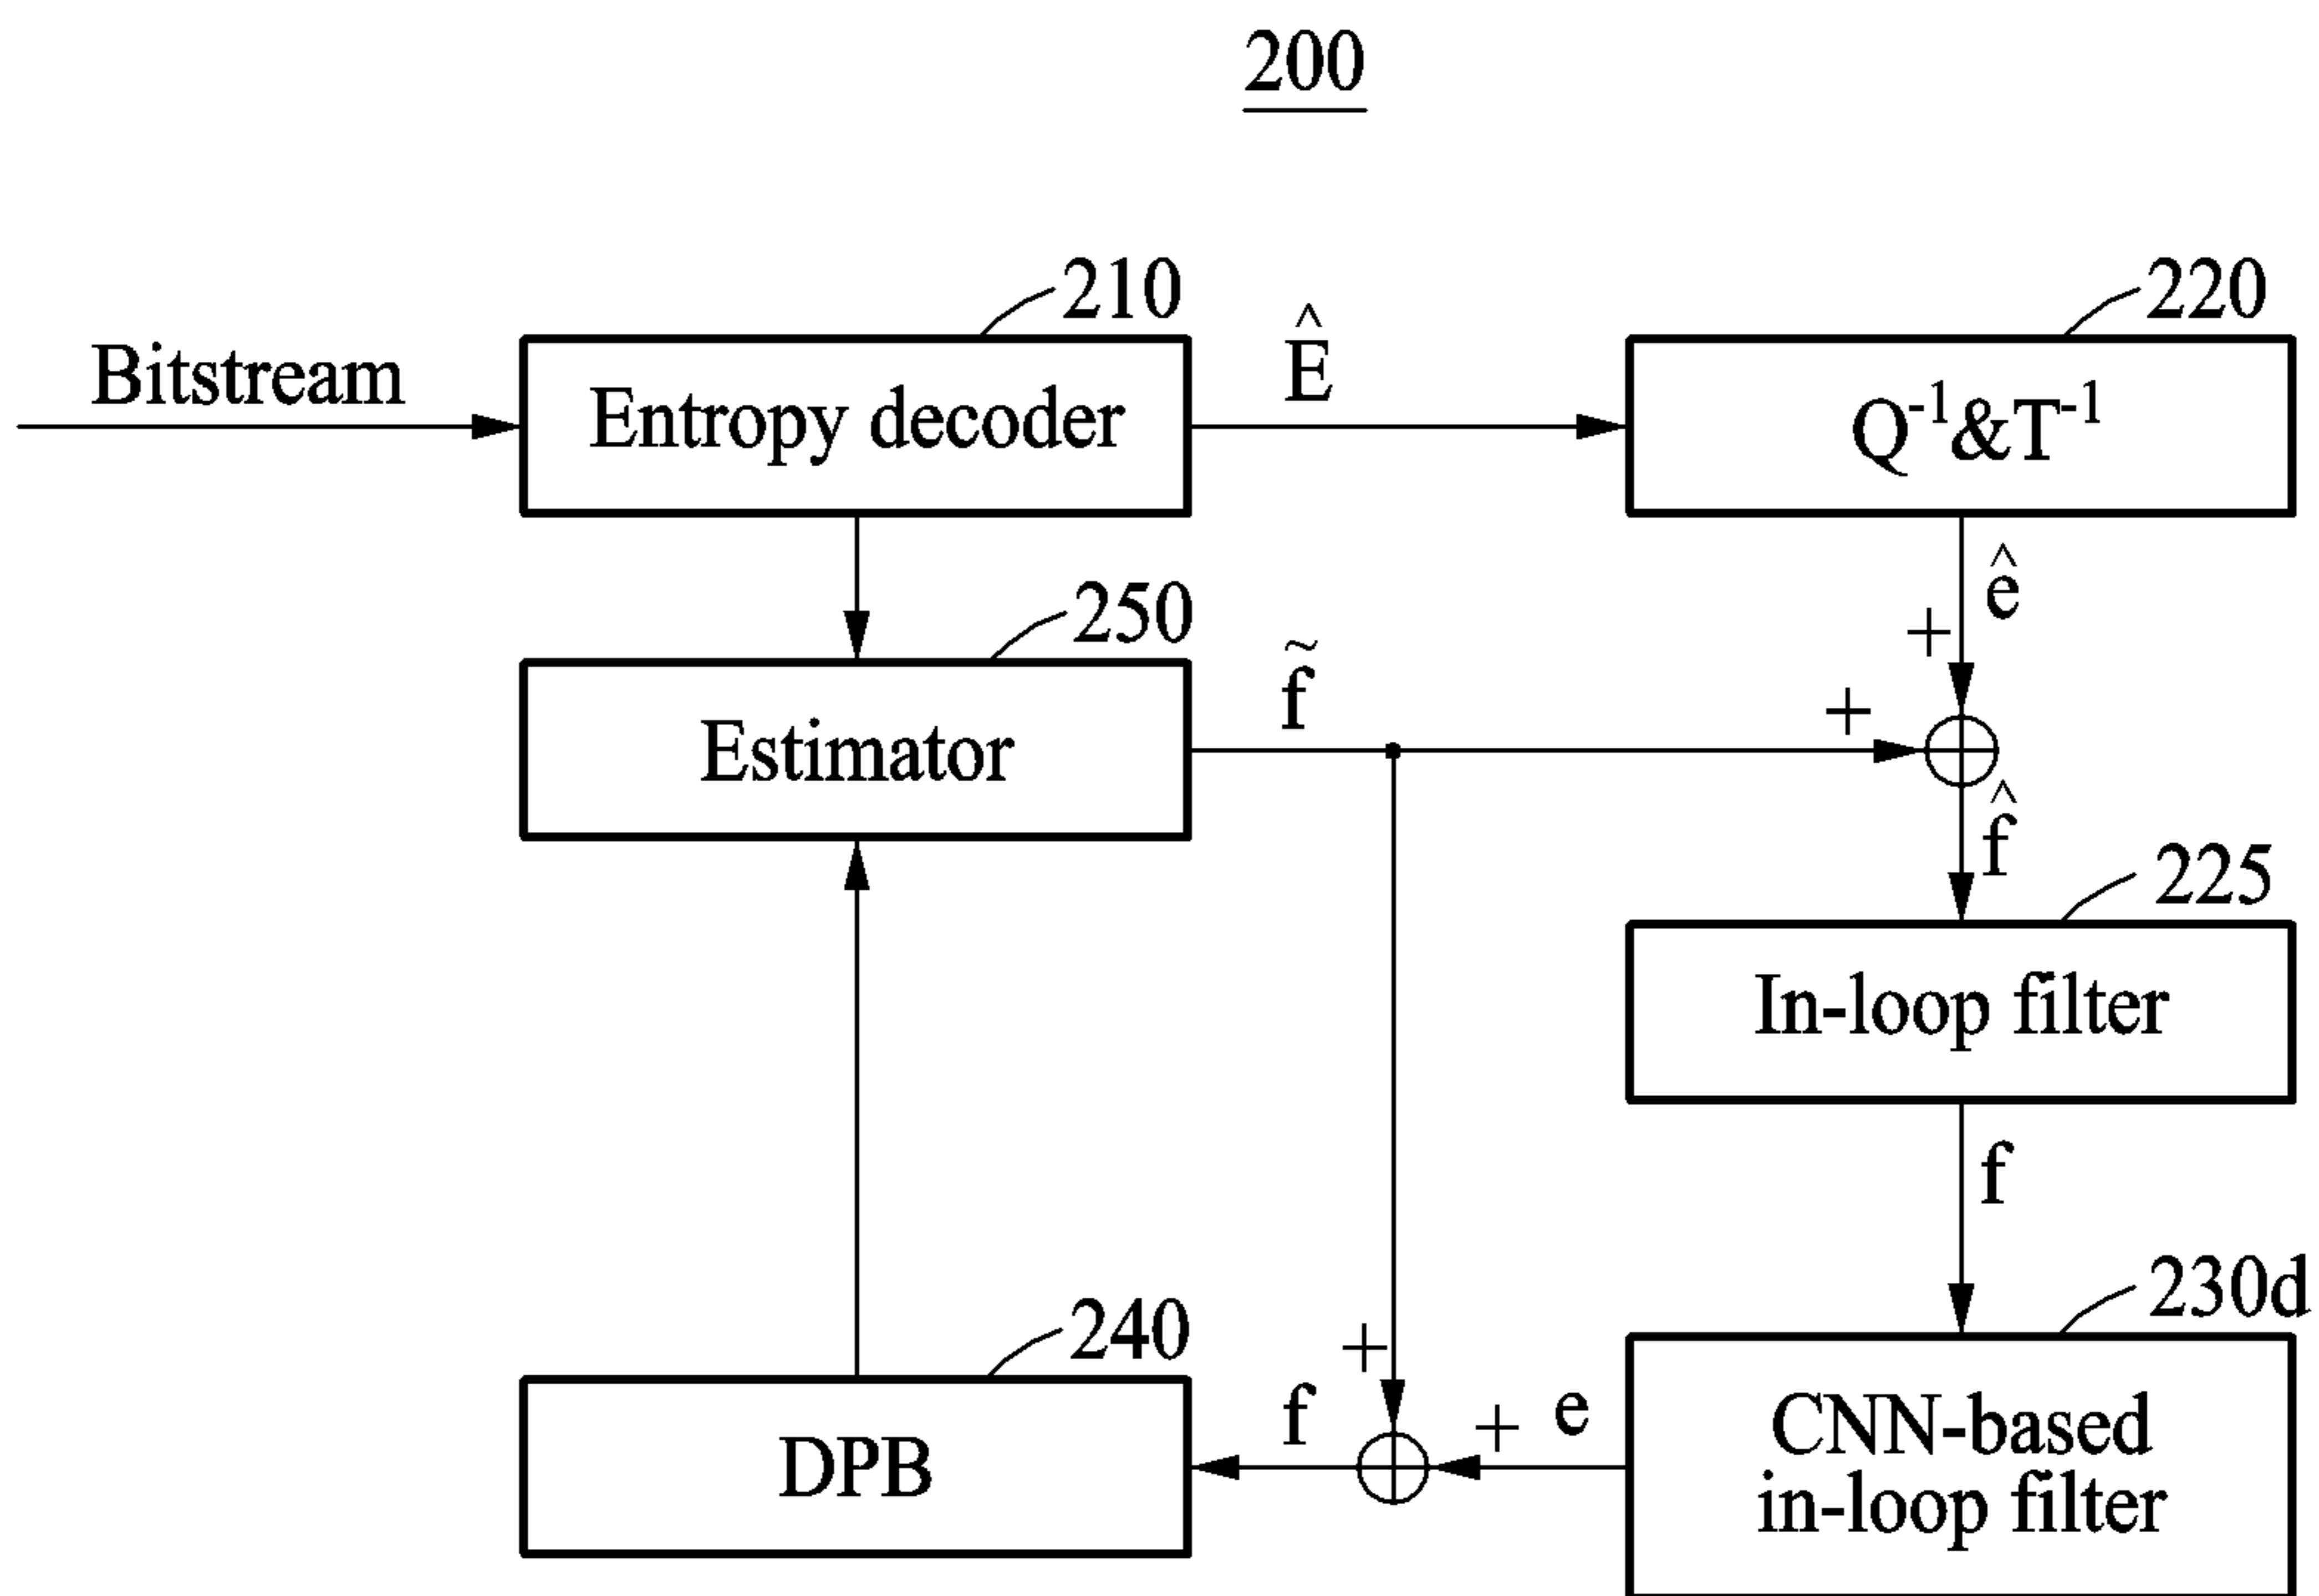 200
210
220
Bitstream
Ê
Entropy decoder
Q⁻¹&T⁻¹
ê
+
250
f̃
+
Estimator
f̂
225
In-loop filter
f
230d
240
+
f
+ e
CNN-based
in-loop filter
DPB